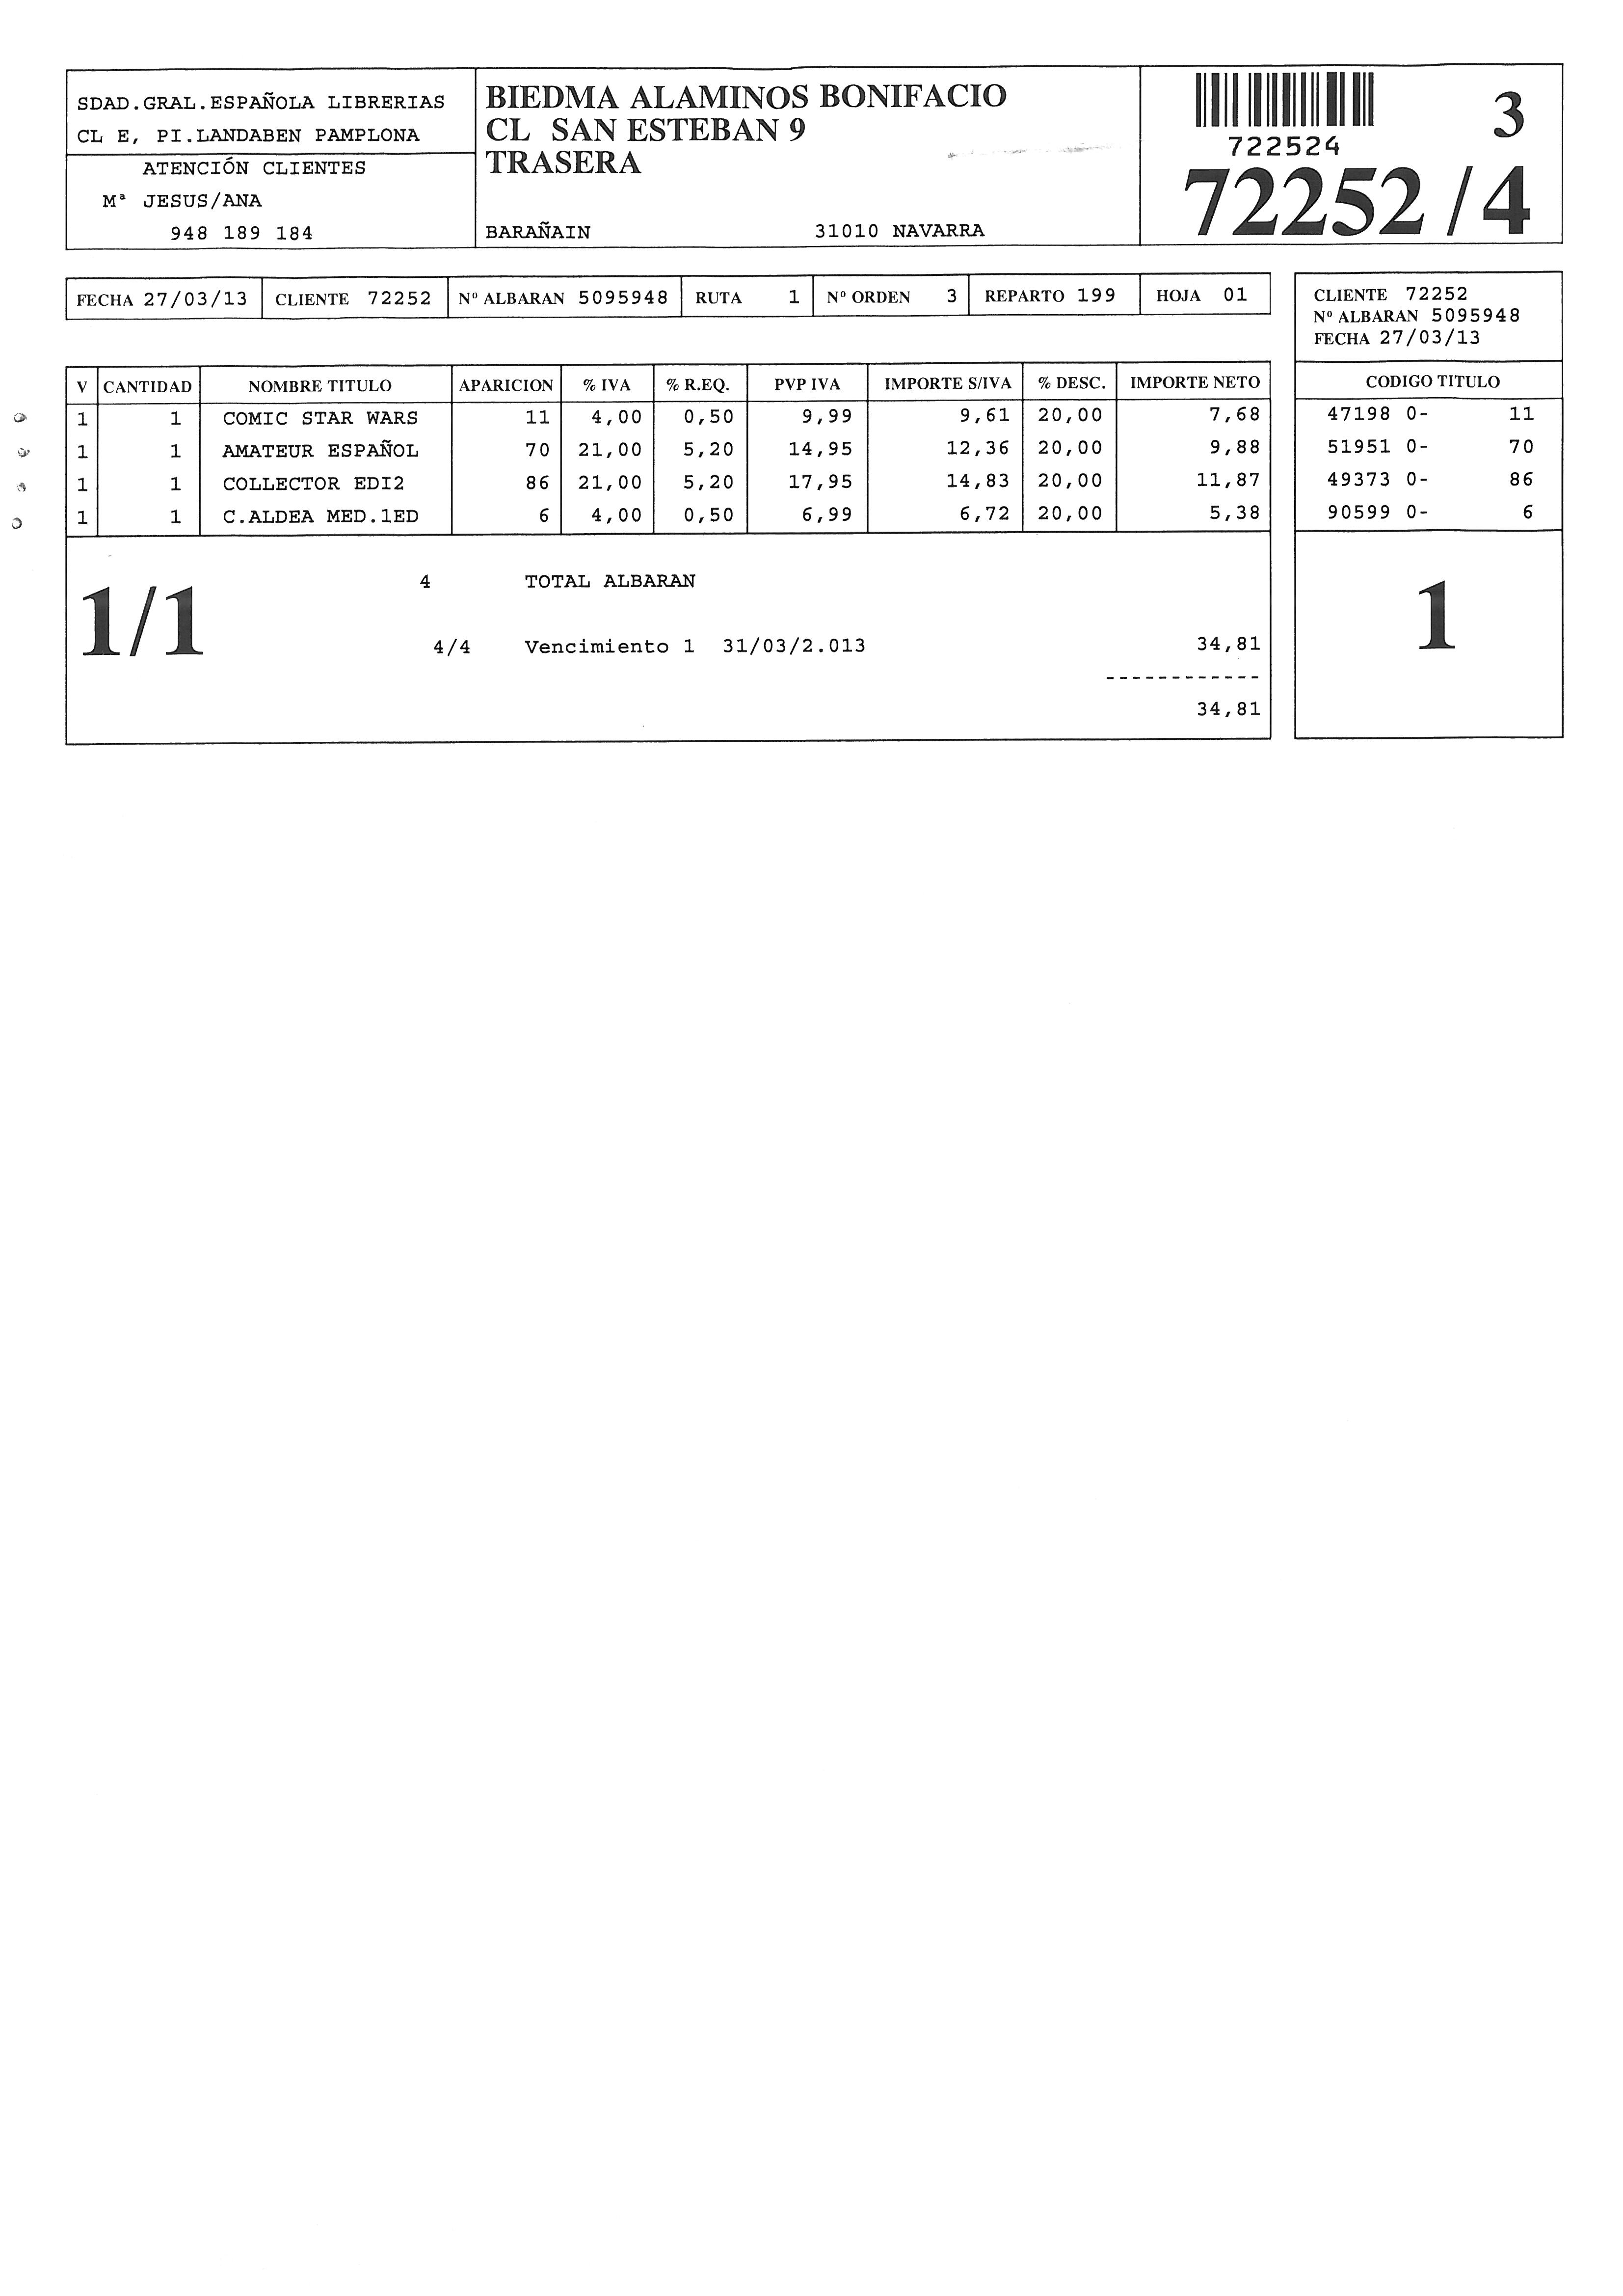 SDAD.GRAL.ESPAÑOLA LIBRERIAS
CL E, PI.LANDABEN PAMPLONA
ATENCIÓN CLIENTES
Mª JESUS/ANA
948 189 184
BIEDMA ALAMINOS BONIFACIO
CL SAN ESTEBAN 9
TRASERA
BARAÑAIN 31010 NAVARRA
3
722524
72252 / 4
FECHA 27/03/13 CLIENTE 72252 Nº ALBARAN 5095948 RUTA 1 Nº ORDEN 3 REPARTO 199 HOJA 01
CLIENTE 72252
Nº ALBARAN 5095948
FECHA 27/03/13
V CANTIDAD NOMBRE TITULO APARICION % IVA % R.EQ. PVP IVA IMPORTE S/IVA % DESC. IMPORTE NETO CODIGO TITULO
1 1 COMIC STAR WARS 11 4,00 0,50 9,99 9,61 20,00 7,68 47198 0- 11
1 1 AMATEUR ESPAÑOL 70 21,00 5,20 14,95 12,36 20,00 9,88 51951 0- 70
1 1 COLLECTOR EDI2 86 21,00 5,20 17,95 14,83 20,00 11,87 49373 0- 86
1 1 C.ALDEA MED.1ED 6 4,00 0,50 6,99 6,72 20,00 5,38 90599 0- 6
4 TOTAL ALBARAN
1/1
4/4 Vencimiento 1 31/03/2.013 34,81
------------
34,81
1